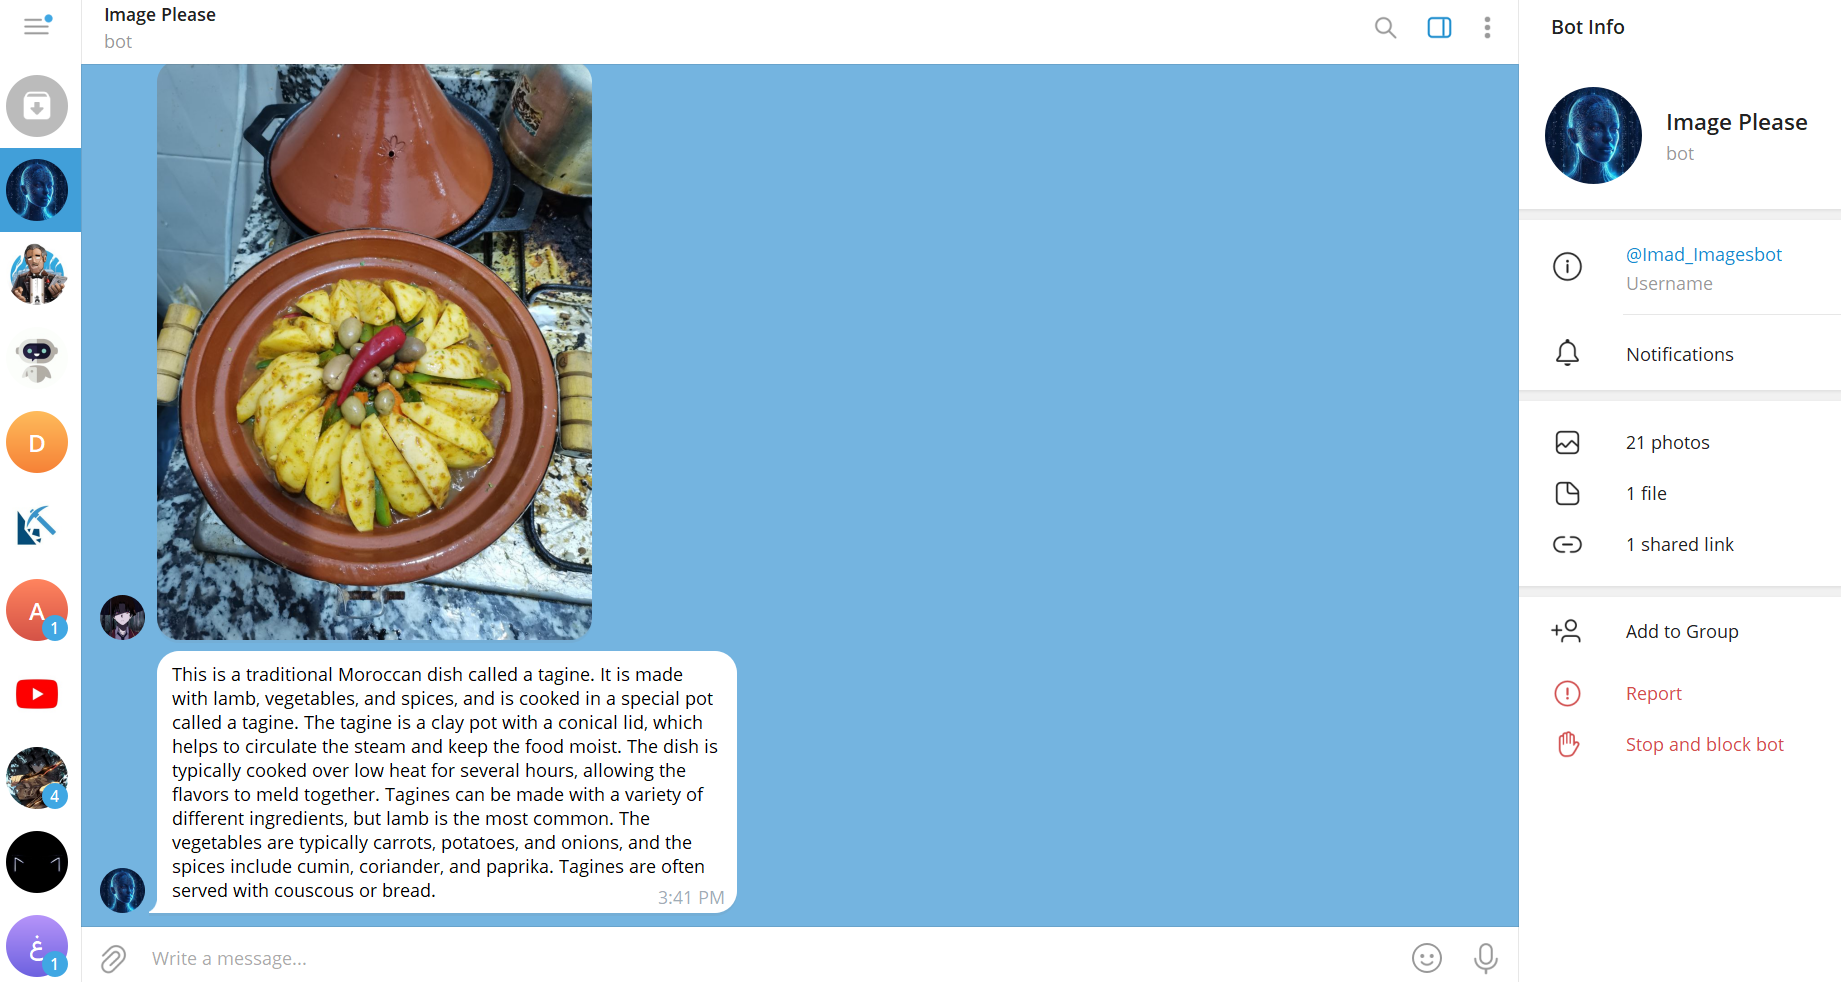 Image Please
bot
Bot Info
Image Please
bot
@Imad_Imagesbot
Username
Notifications
21 photos
1 file
1 shared link
Add to Group
Report
Stop and block bot
D
A
1
4
غ
1
This is a traditional Moroccan dish called a tagine. It is made
with lamb, vegetables, and spices, and is cooked in a special pot
called a tagine. The tagine is a clay pot with a conical lid, which
helps to circulate the steam and keep the food moist. The dish is
typically cooked over low heat for several hours, allowing the
flavors to meld together. Tagines can be made with a variety of
different ingredients, but lamb is the most common. The
vegetables are typically carrots, potatoes, and onions, and the
spices include cumin, coriander, and paprika. Tagines are often
served with couscous or bread.
3:41 PM
Write a message...